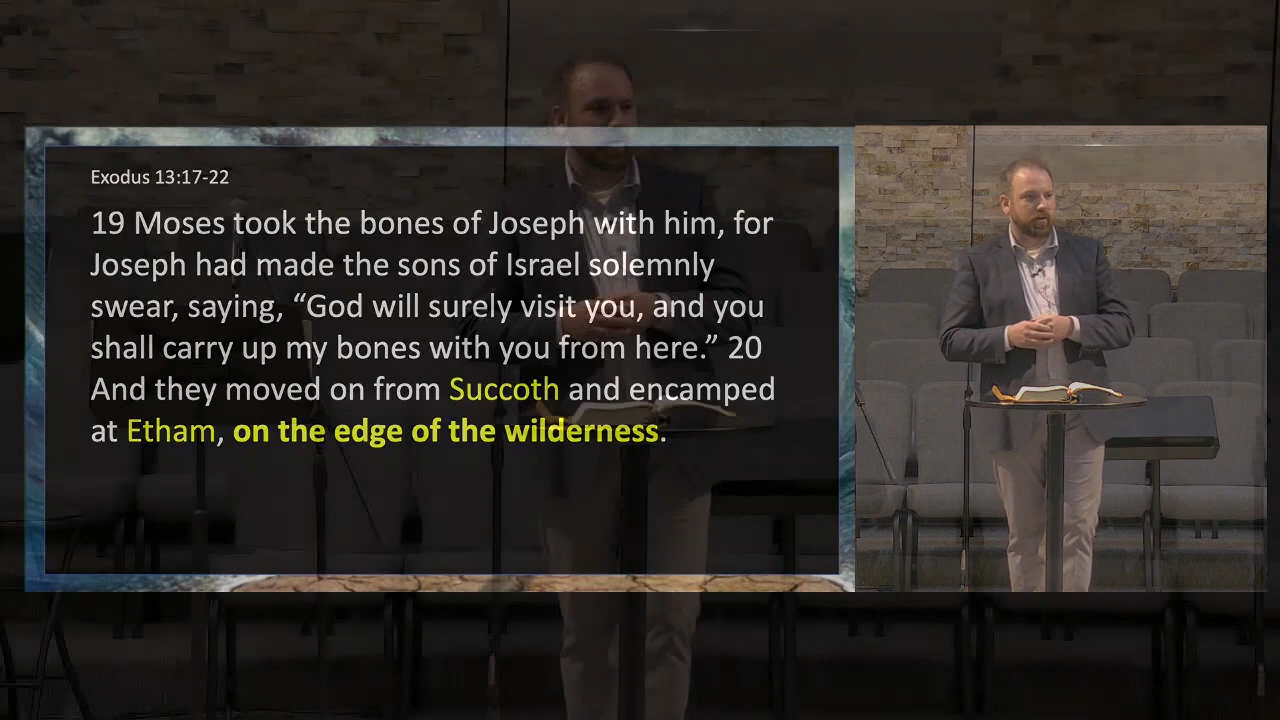 Exodus 13:17-22
19 Moses took the bones of Joseph with him, for
Joseph had made the sons of Israel solemnly
swear, saying, “God will surely visit you, and you
shall carry up my bones with you from here.” 20
And they moved on from Succoth and encamped
at Etham, on the edge of the wilderness.